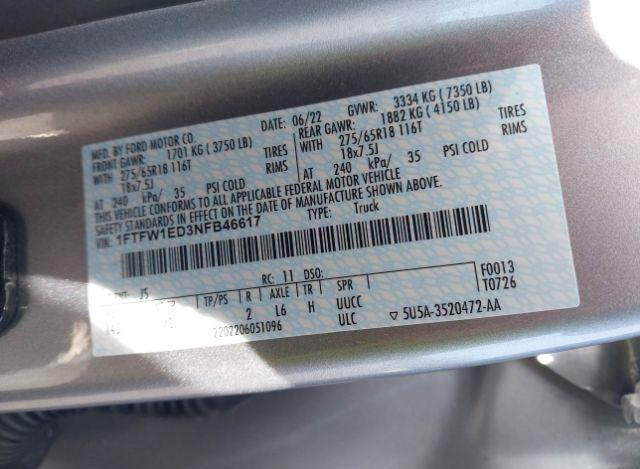 MFD. BY FORD MOTOR CO.
DATE: 06/22 GVWR: 3334 KG ( 7350 LB)
FRONT GAWR: 1701 KG ( 3750 LB)
REAR GAWR: 1882 KG ( 4150 LB)
WITH 275/65R18 116T TIRES
WITH 275/65R18 116T TIRES
18x7.5J RIMS
18x7.5J RIMS
AT 240 kPa/ 35 PSI COLD
AT 240 kPa/ 35 PSI COLD
THIS VEHICLE CONFORMS TO ALL APPLICABLE FEDERAL MOTOR VEHICLE
SAFETY STANDARDS IN EFFECT ON THE DATE OF MANUFACTURE SHOWN ABOVE.
VIN: 1FTFW1ED3NFB46617
TYPE: Truck
J5 RC: 11 DSO:
TP/PS R AXLE TR SPR
2 L6 H UUCC
F0013
T0726
2202206051096 ULC ▽ 5U5A-3520472-AA